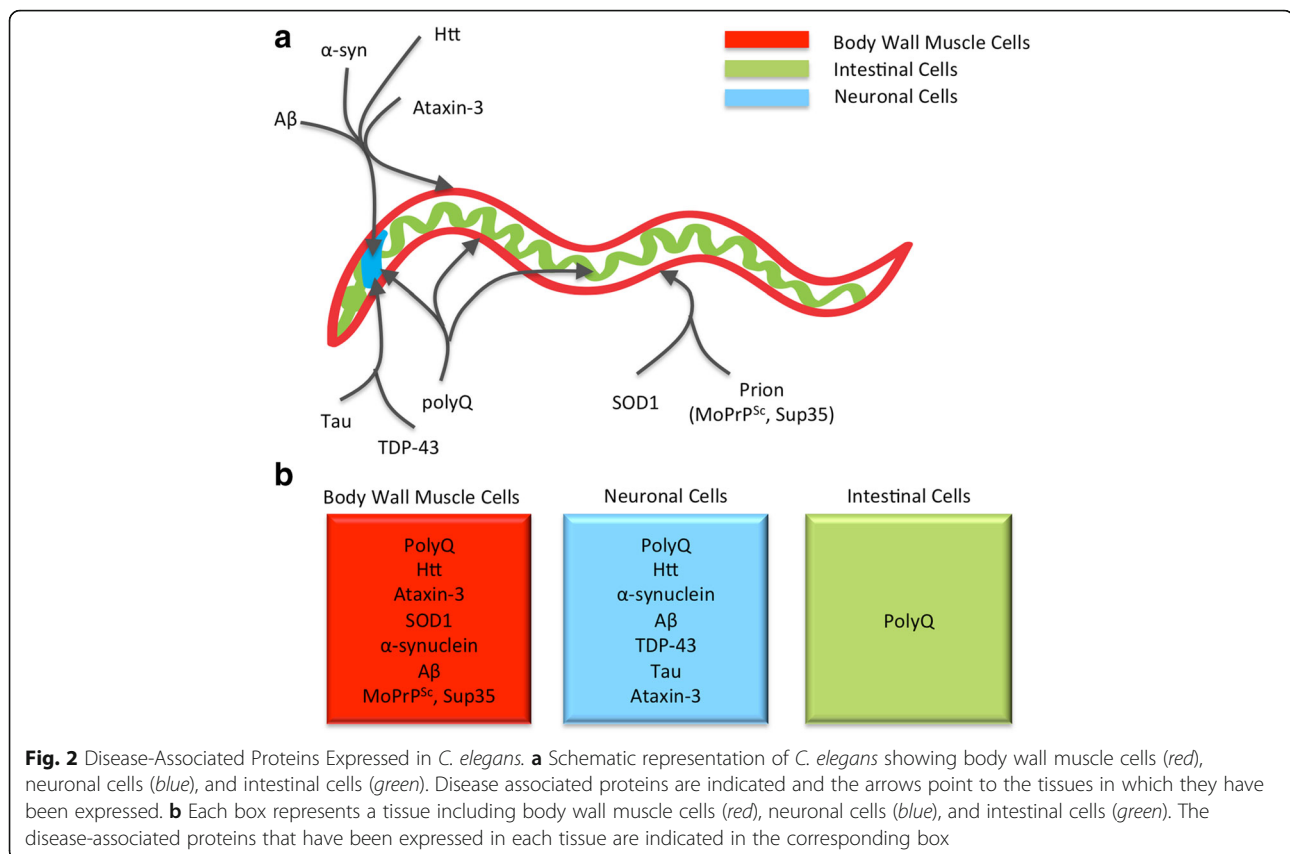 a
Htt
α-syn
Ataxin-3
Aβ
Body Wall Muscle Cells
Intestinal Cells
Neuronal Cells
Tau
TDP-43
polyQ
SOD1
Prion
(MoPrPˢᶜ, Sup35)
b
Body Wall Muscle Cells
PolyQ
Htt
Ataxin-3
SOD1
α-synuclein
Aβ
MoPrPˢᶜ, Sup35
Neuronal Cells
PolyQ
Htt
α-synuclein
Aβ
TDP-43
Tau
Ataxin-3
Intestinal Cells
PolyQ
Fig. 2 Disease-Associated Proteins Expressed in C. elegans. a Schematic representation of C. elegans showing body wall muscle cells (red),
neuronal cells (blue), and intestinal cells (green). Disease associated proteins are indicated and the arrows point to the tissues in which they have
been expressed. b Each box represents a tissue including body wall muscle cells (red), neuronal cells (blue), and intestinal cells (green). The
disease-associated proteins that have been expressed in each tissue are indicated in the corresponding box